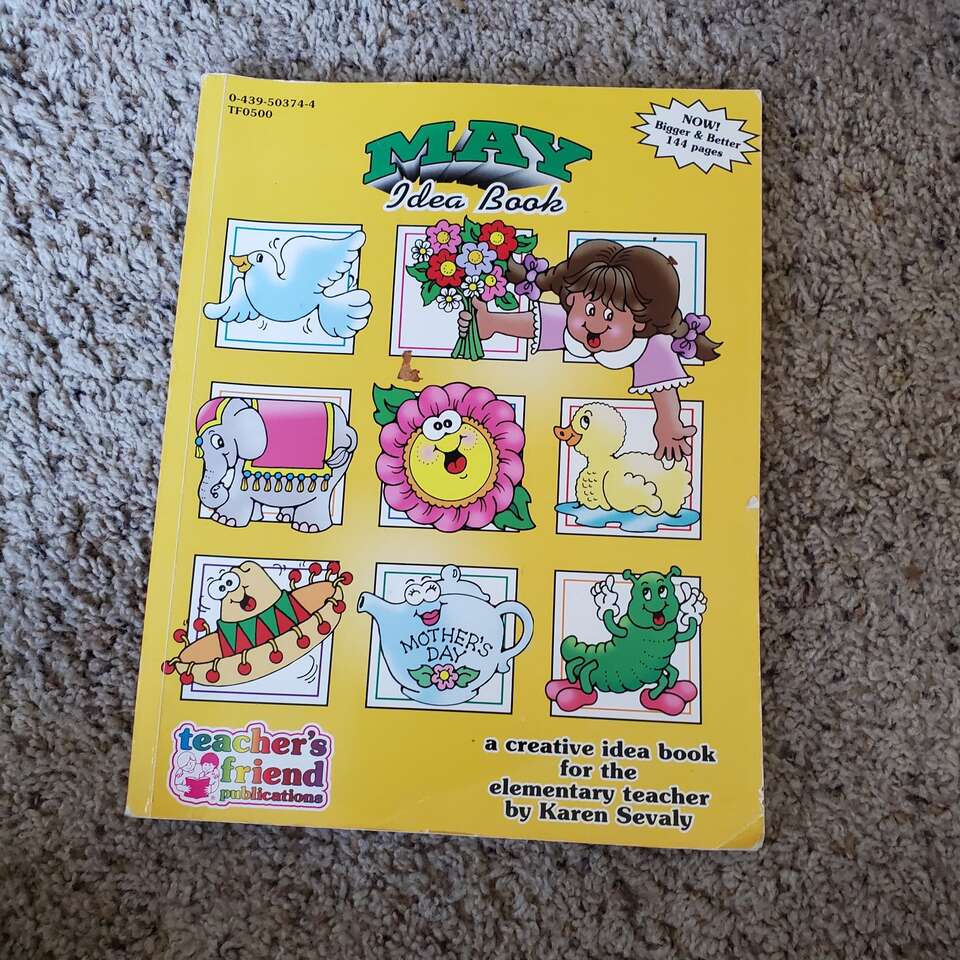 0-439-50374-4
TF0500
NOW!
Bigger & Better
144 pages
MAY
Idea Book
MOTHER'S
DAY
teacher's
friend
publications
®
a creative idea book
for the
elementary teacher
by Karen Sevaly